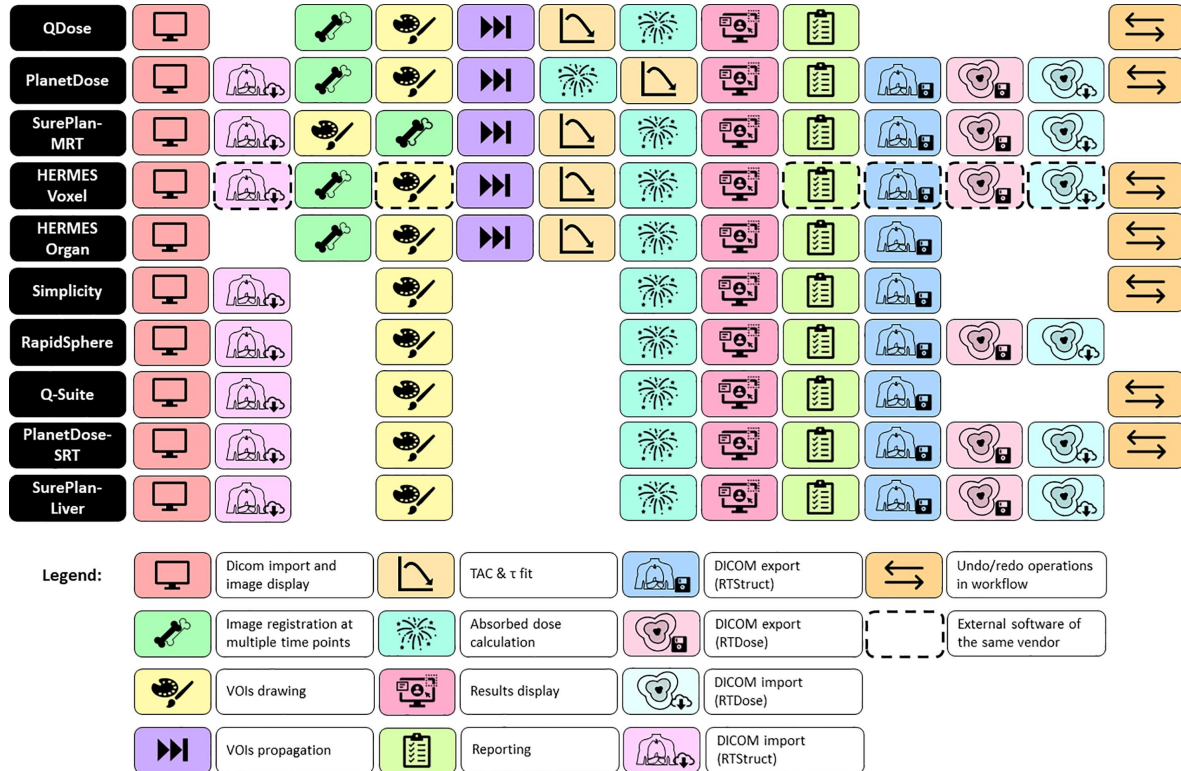 QDose
PlanetDose
SurePlan-
MRT
HERMES
Voxel
HERMES
Organ
Simplicity
RapidSphere
Q-Suite
PlanetDose-
SRT
SurePlan-
Liver
Legend:
Dicom import and
image display
TAC & τ fit
DICOM export
(RTStruct)
Undo/redo operations
in workflow
Image registration at
multiple time points
Absorbed dose
calculation
DICOM export
(RTDose)
External software of
the same vendor
VOIs drawing
Results display
DICOM import
(RTDose)
VOIs propagation
Reporting
DICOM import
(RTStruct)